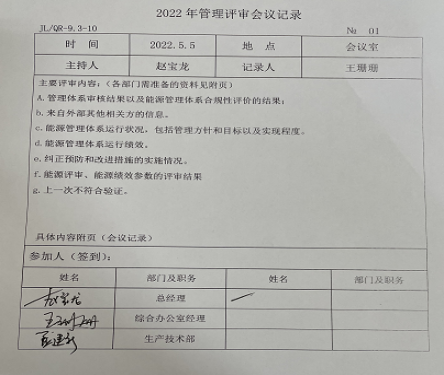 2022 年管理评审会议记录
JL/QR-9.3-10 № 01
时 间 2022.5.5 地 点 会议室
主持人 赵宝龙 记录人 王珊珊
主要评审内容:(各部门需准备的资料见附页)
A. 管理体系审核结果以及能源管理体系合规性评价的结果;
b. 来自外部其他相关方的信息。
c. 能源管理体系运行状况,包括管理方针和目标以及实现程度。
d. 能源管理体系运行绩效。
e. 纠正预防和改进措施的实施情况。
f. 能源评审、能源绩效参数的评审结果
g. 上一次不符合验证。
具体内容附页(会议记录)
参加人(签到):
姓名 部门及职务 姓名 部门及职务
赵宝龙 总经理
王珊珊 综合办公室经理
生产技术部